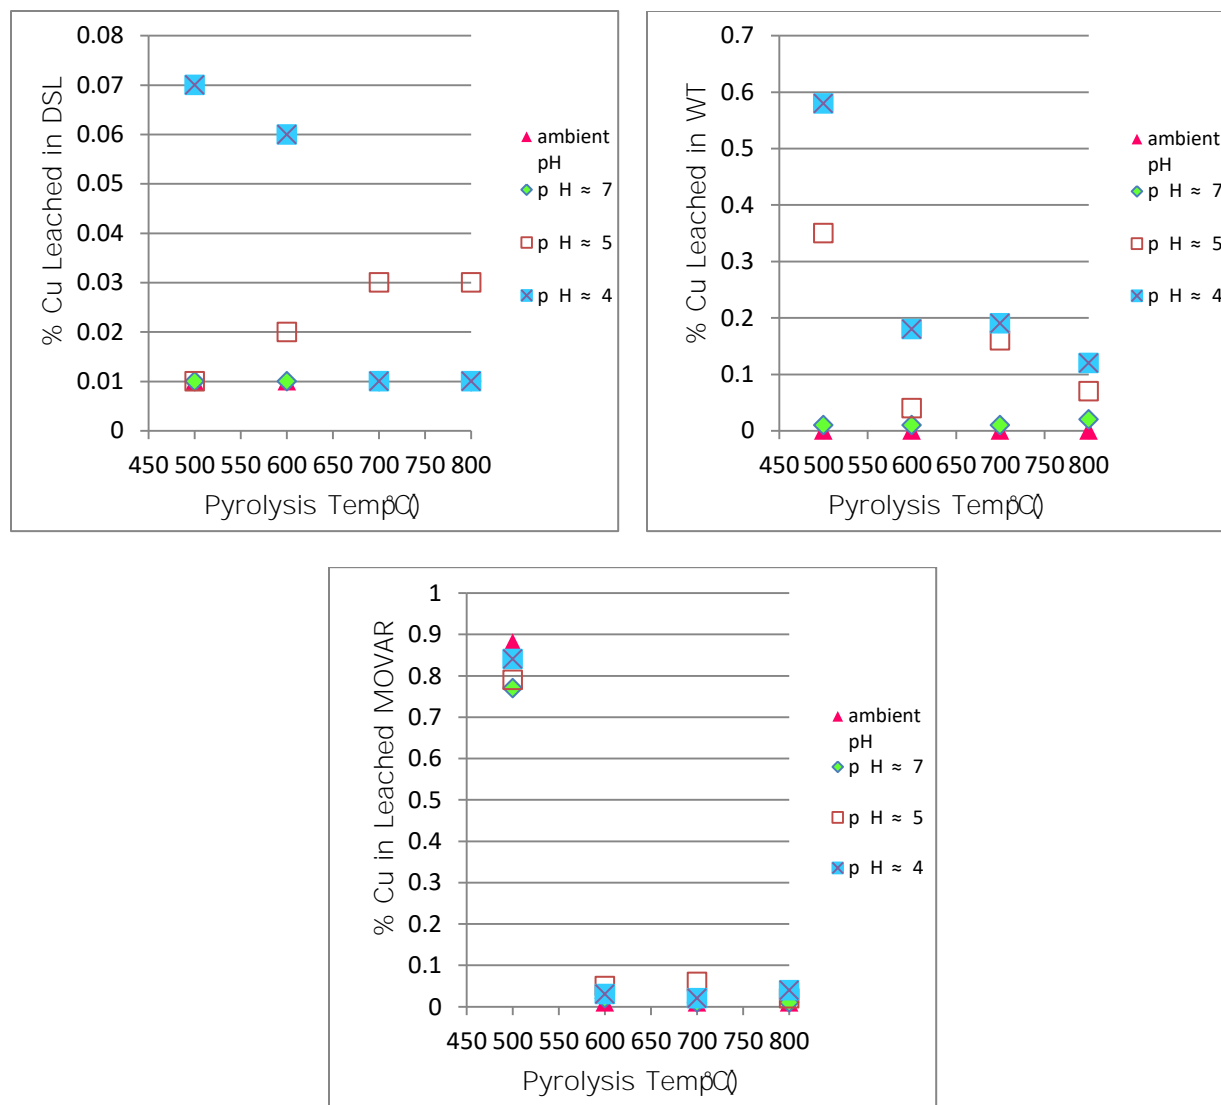 % Cu Leached in DSL
0.08
0.07
0.06
0.05
0.04
0.03
0.02
0.01
0
450 500 550 600 650 700 750 800
Pyrolysis Temp(°C)
ambient
pH
p H ≈ 7
p H ≈ 5
p H ≈ 4
% Cu Leached in WT
0.7
0.6
0.5
0.4
0.3
0.2
0.1
0
450 500 550 600 650 700 750 800
Pyrolysis Temp(°C)
ambient
pH
p H ≈ 7
p H ≈ 5
p H ≈ 4
% Cu in Leached MOVAR
1
0.9
0.8
0.7
0.6
0.5
0.4
0.3
0.2
0.1
0
450 500 550 600 650 700 750 800
Pyrolysis Temp(°C)
ambient
pH
p H ≈ 7
p H ≈ 5
p H ≈ 4